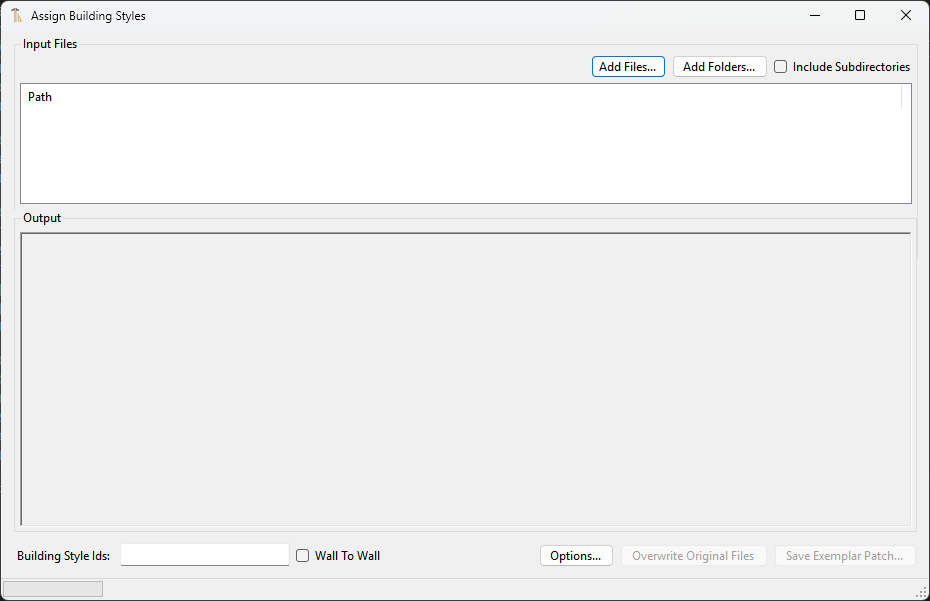 Assign Building Styles
Input Files
Add Files... Add Folders... Include Subdirectories
Path
Output
Building Style Ids: Wall To Wall Options... Overwrite Original Files Save Exemplar Patch...